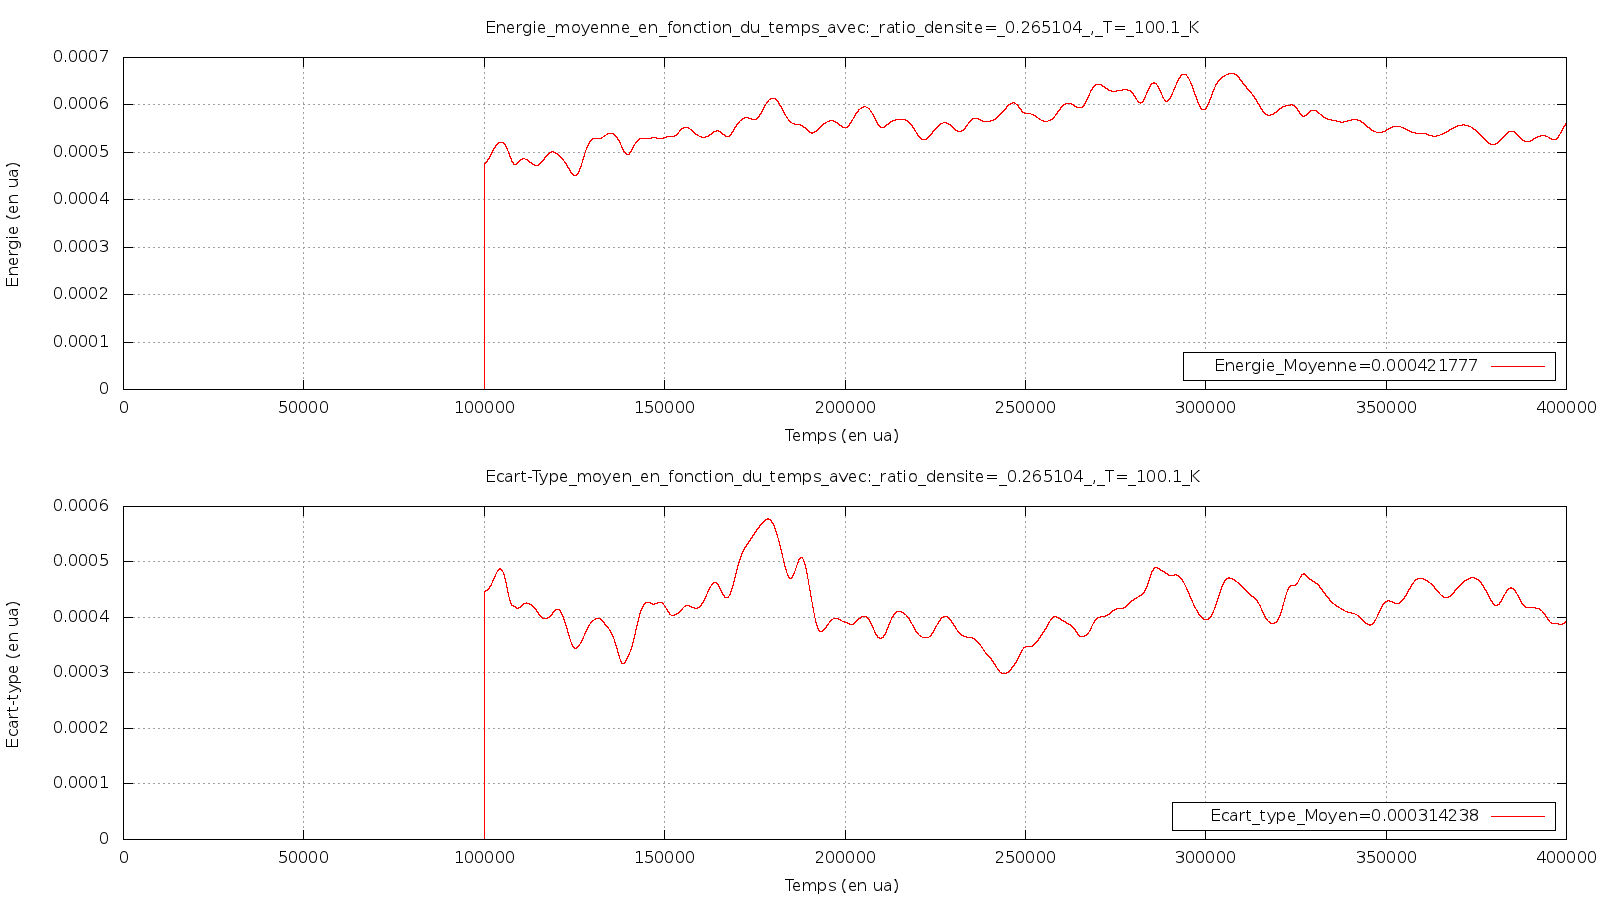 Energie_moyenne_en_fonction_du_temps_avec:_ratio_densite=_0.265104_,_T=_100.1_K
0.0007
0.0006
0.0005
0.0004
0.0003
0.0002
0.0001
0
Energie (en ua)
Energie_Moyenne=0.000421777
0 50000 100000 150000 200000 250000 300000 350000 400000
Temps (en ua)
Ecart-Type_moyen_en_fonction_du_temps_avec:_ratio_densite=_0.265104_,_T=_100.1_K
0.0006
0.0005
0.0004
0.0003
0.0002
0.0001
0
Ecart-type (en ua)
Ecart_type_Moyen=0.000314238
0 50000 100000 150000 200000 250000 300000 350000 400000
Temps (en ua)